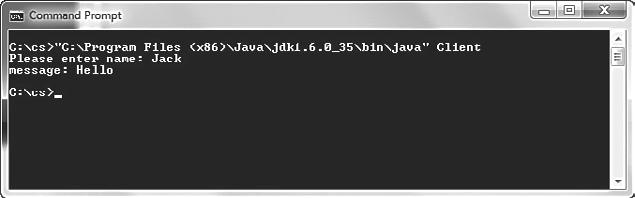 Command Prompt
C:\cs>"C:\Program Files (x86)\Java\jdk1.6.0_35\bin\java" Client
Please enter name: Jack
message: Hello
C:\cs>_